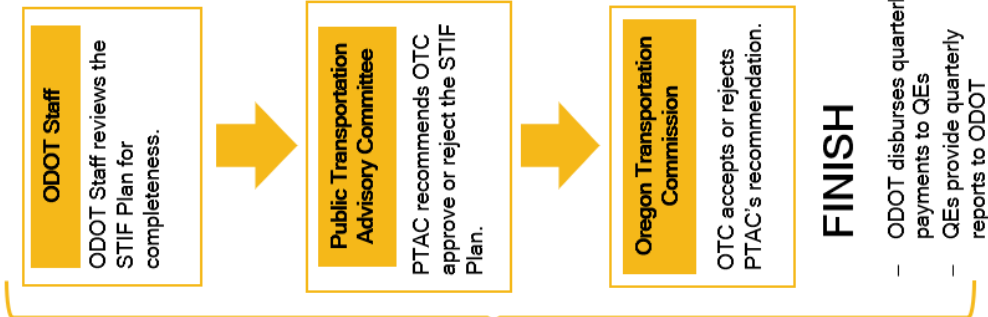 ODOT Staff
ODOT Staff reviews the
STIF Plan for
completeness.
Public Transportation
Advisory Committee
PTAC recommends OTC
approve or reject the STIF
Plan.
Oregon Transportation
Commission
OTC accepts or rejects
PTAC's recommendation.
FINISH
– ODOT disburses quarterl
payments to QEs
– QEs provide quarterly
reports to ODOT